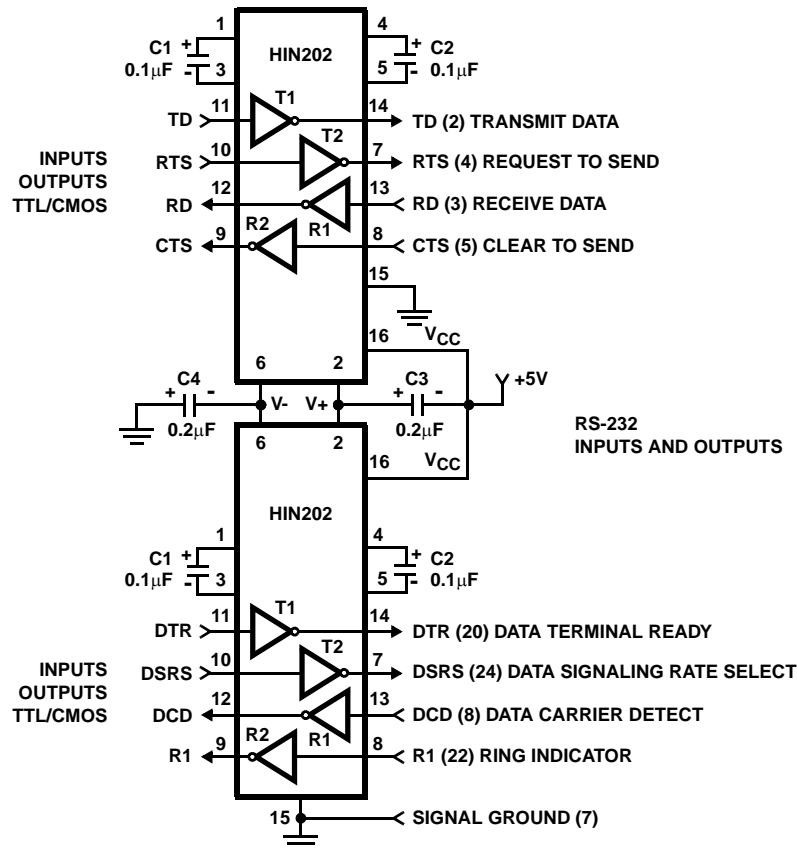 1 HIN202 4
C1 + + C2
0.1μF - 3 5 - 0.1μF
T1
TD 11 14 TD (2) TRANSMIT DATA
T2
INPUTS
OUTPUTS
TTL/CMOS
RTS 10 7 RTS (4) REQUEST TO SEND
RD 12 13 RD (3) RECEIVE DATA
R2 R1
CTS 9 8 CTS (5) CLEAR TO SEND
15
16 VCC
6 2
C4 C3 +5V
+ - V- V+ + -
0.2μF 0.2μF
RS-232
INPUTS AND OUTPUTS
6 2
16 VCC
HIN202
1 4
C1 + + C2
0.1μF - 3 5 - 0.1μF
T1
DTR 11 14 DTR (20) DATA TERMINAL READY
T2
INPUTS
OUTPUTS
TTL/CMOS
DSRS 10 7 DSRS (24) DATA SIGNALING RATE SELECT
DCD 12 13 DCD (8) DATA CARRIER DETECT
R2 R1
R1 9 8 R1 (22) RING INDICATOR
15 SIGNAL GROUND (7)